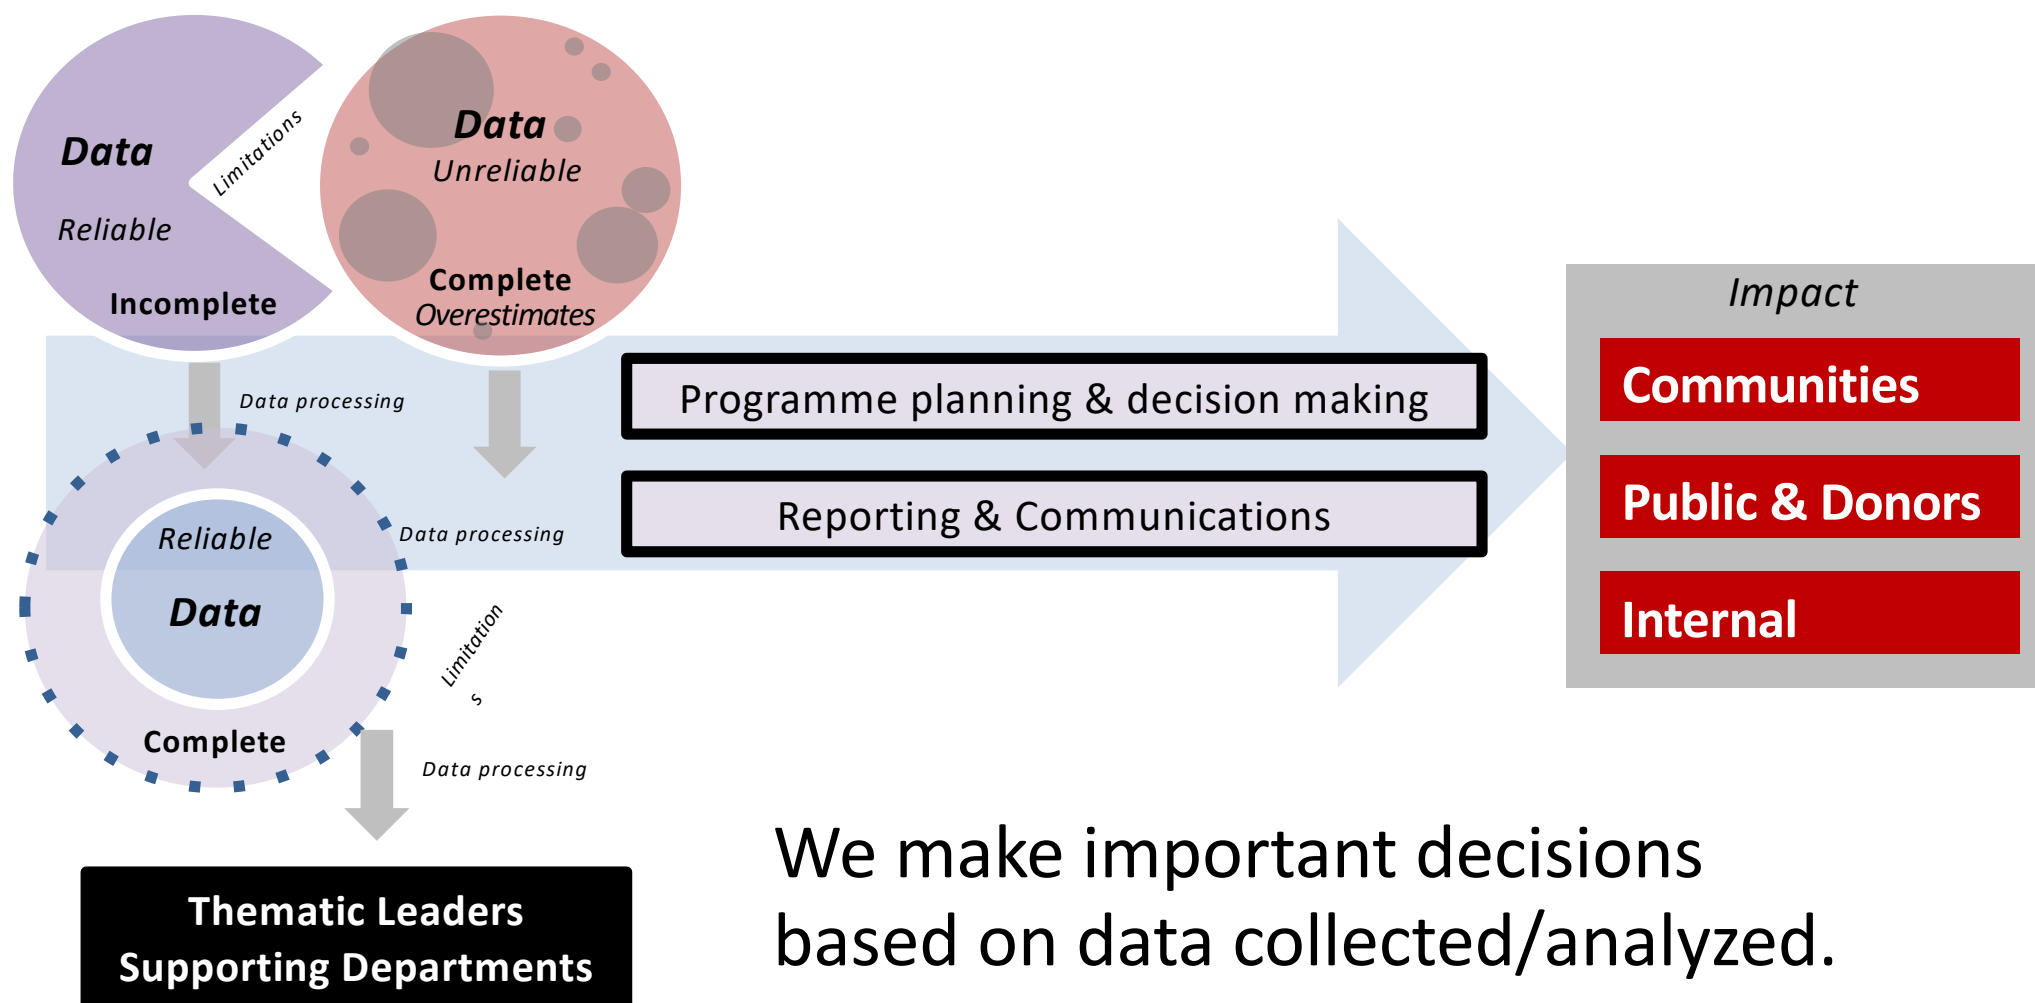 Data
Reliable
Incomplete
Limitations
Data
Unreliable
Complete
Overestimates
Data processing
Data processing
Reliable
Data
Complete
Limitation
s
Data processing
Thematic Leaders
Supporting Departments
Programme planning & decision making
Reporting & Communications
Impact
Communities
Public & Donors
Internal
We make important decisions
based on data collected/analyzed.